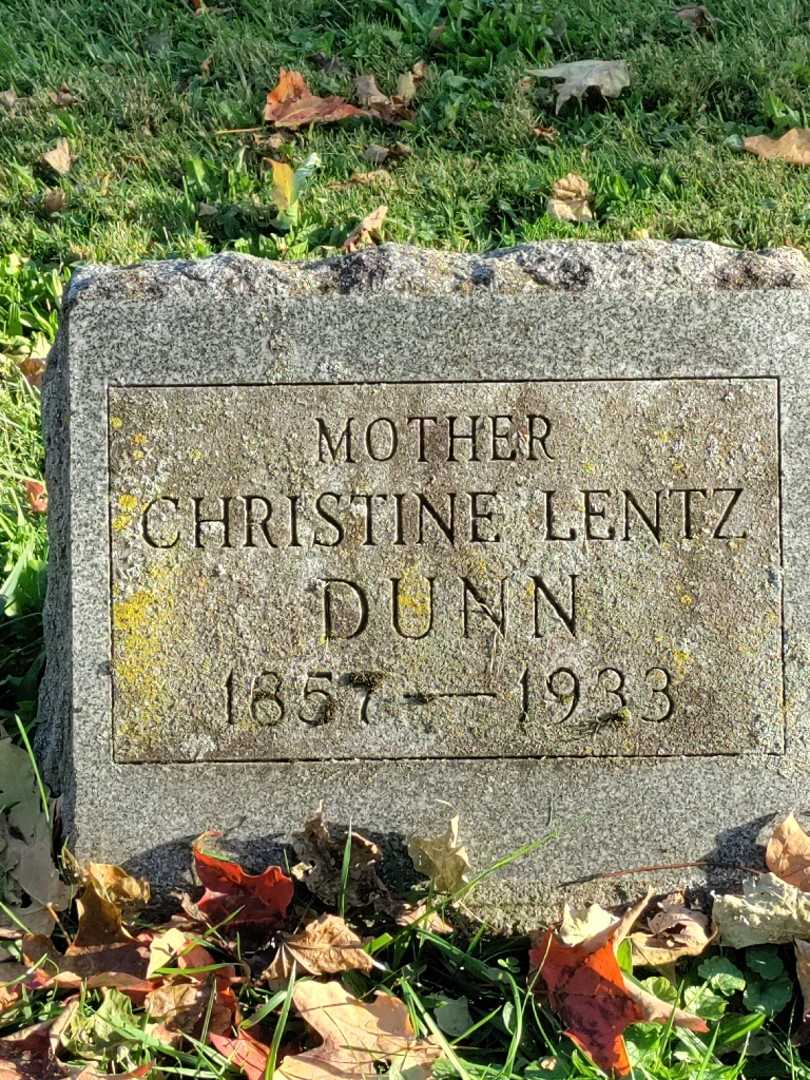 MOTHER
CHRISTINE LENTZ
DUNN
1857—1933